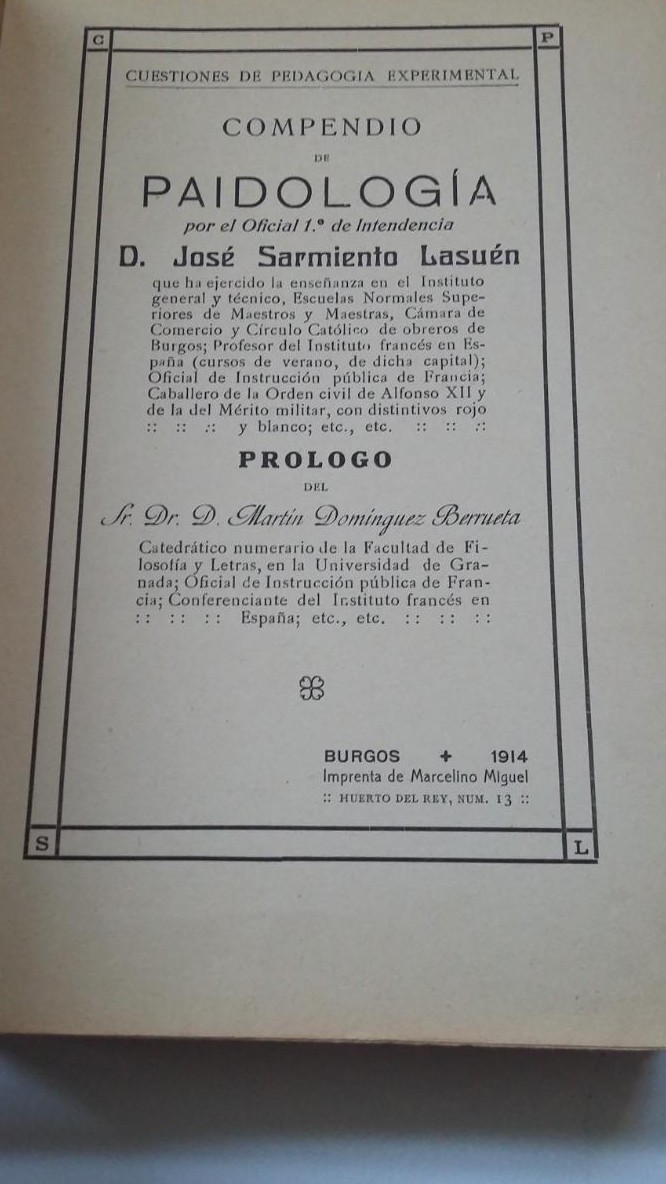 C P
CUESTIONES DE PEDAGOGIA EXPERIMENTAL
COMPENDIO
DE
PAIDOLOGÍA
por el Oficial 1.º de Intendencia
D. José Sarmiento Lasuén
que ha ejercido la enseñanza en el Instituto
general y técnico, Escuelas Normales Supe-
riores de Maestros y Maestras, Cámara de
Comercio y Círculo Católico de obreros de
Burgos; Profesor del Instituto francés en Es-
paña (cursos de verano, de dicha capital);
Oficial de Instrucción pública de Francia;
Caballero de la Orden civil de Alfonso XII y
de la del Mérito militar, con distintivos rojo
:: :: :: y blanco; etc., etc. :: :: ::
PROLOGO
DEL
Sr. Dr. D. Martín Domínguez Berrueta
Catedrático numerario de la Facultad de Fi-
losofía y Letras, en la Universidad de Gra-
nada; Oficial de Instrucción pública de Fran-
cia; Conferenciante del Instituto francés en
:: :: :: España; etc., etc. :: :: ::
BURGOS + 1914
Imprenta de Marcelino Miguel
:: HUERTO DEL REY, NUM. 13 ::
S L